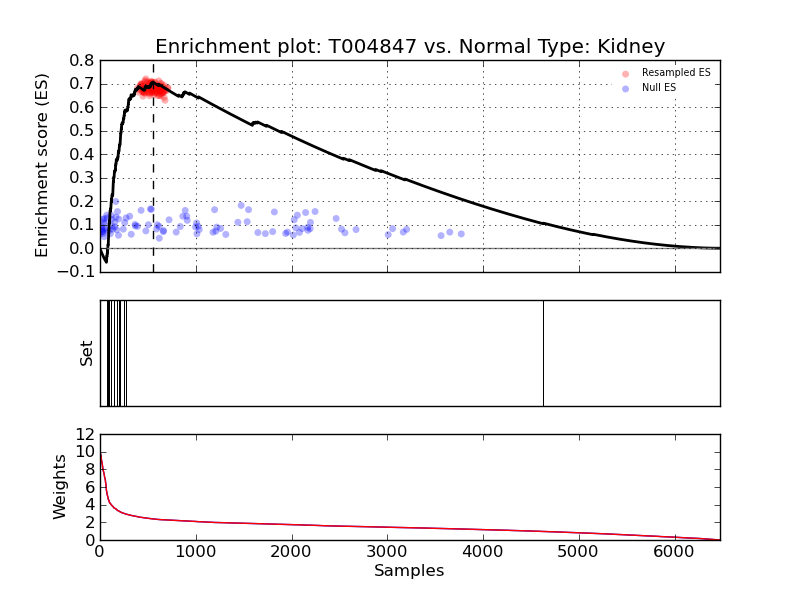 Enrichment plot: T004847 vs. Normal Type: Kidney
0.8
0.7
0.6
0.5
0.4
0.3
0.2
0.1
0.0
−0.1
Enrichment score (ES)
Resampled ES
Null ES
Set
12
10
8
6
4
2
0
Weights
0 1000 2000 3000 4000 5000 6000
Samples